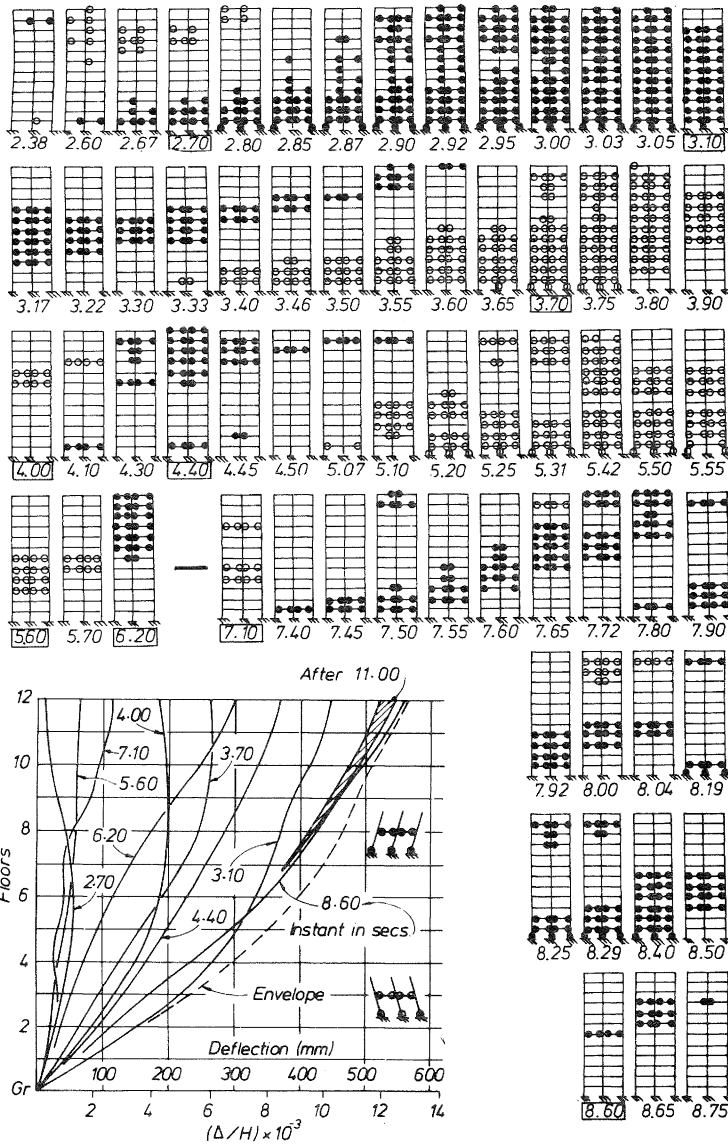 2.38 2.60 2.67 2.70 2.80 2.85 2.87 2.90 2.92 2.95 3.00 3.03 3.05 3.10
3.17 3.22 3.30 3.33 3.40 3.46 3.50 3.55 3.60 3.65 3.70 3.75 3.80 3.90
4.00 4.10 4.30 4.40 4.45 4.50 5.07 5.10 5.20 5.25 5.31 5.42 5.50 5.55
5.60 5.70 6.20 7.10 7.40 7.45 7.50 7.55 7.60 7.65 7.72 7.80 7.90
7.92 8.00 8.04 8.19
8.25 8.29 8.40 8.50
8.60 8.65 8.75
After 11.00
12
10
8
6
4
2
Gr
Floors
4.00
7.10
5.60
3.70
6.20
2.70
3.10
4.40
8.60
Instant in secs.
Envelope
Deflection (mm)
100 200 300 400 500 600
2 4 6 8 10 12 14
(Δ/H) x 10⁻³